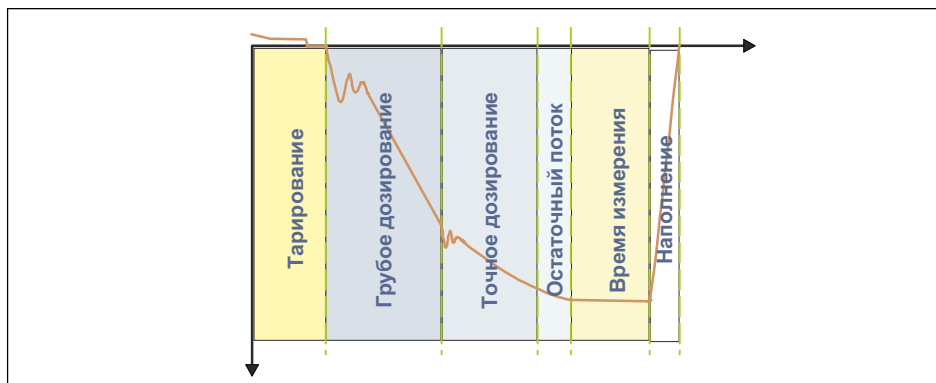 Тарирование
Грубое дозирование
Точное дозирование
Остаточный поток
Время измерения
Наполнение